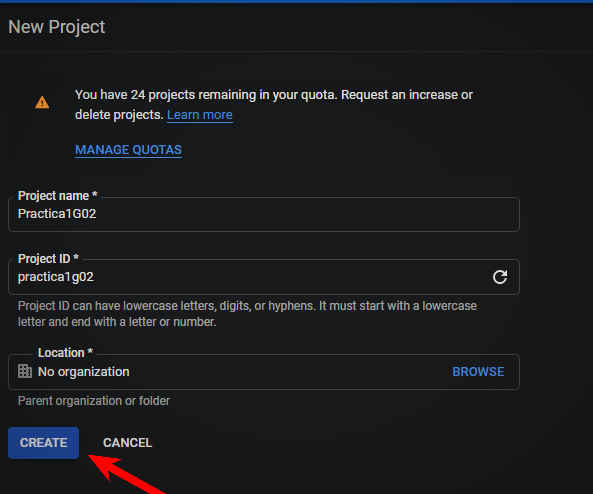 New Project
You have 24 projects remaining in your quota. Request an increase or
delete projects. Learn more
MANAGE QUOTAS
Project name *
Practica1G02
Project ID *
practica1g02
Project ID can have lowercase letters, digits, or hyphens. It must start with a lowercase
letter and end with a letter or number.
Location *
No organization
BROWSE
Parent organization or folder
CREATE
CANCEL